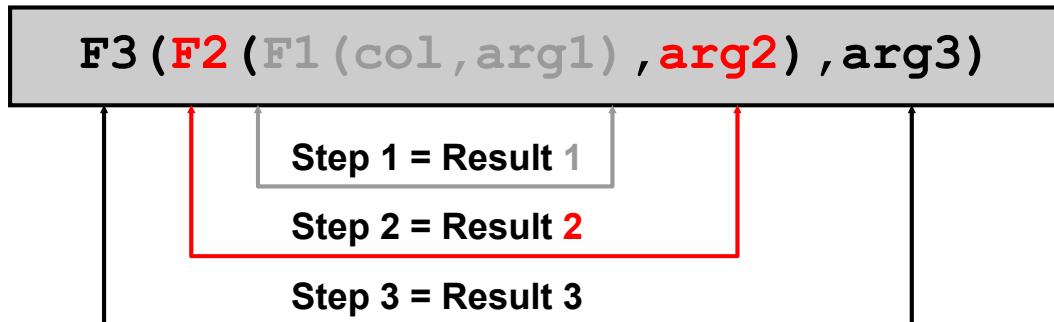 F3(F2(F1(col,arg1),arg2),arg3)
Step 1 = Result 1
Step 2 = Result 2
Step 3 = Result 3